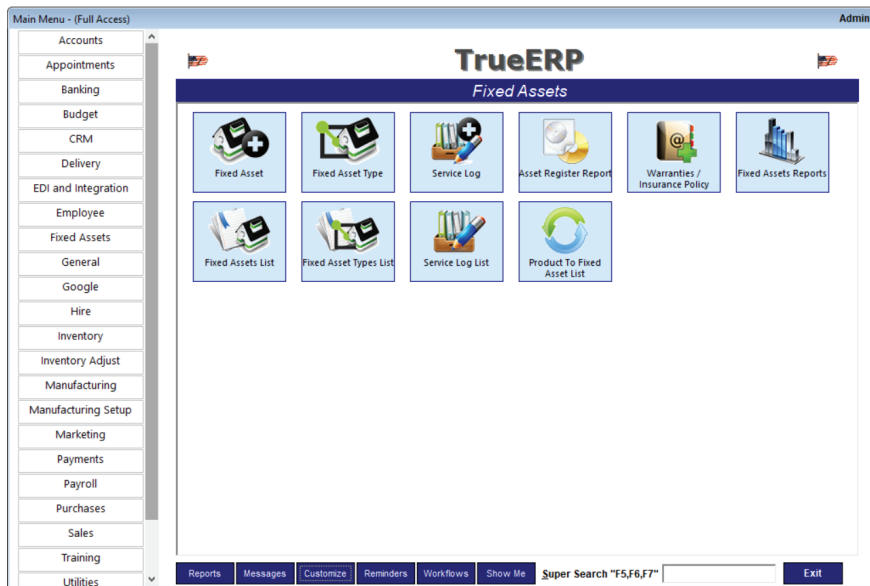 Main Menu - (Full Access)
Admin
Accounts
Appointments
Banking
Budget
CRM
Delivery
EDI and Integration
Employee
Fixed Assets
General
Google
Hire
Inventory
Inventory Adjust
Manufacturing
Manufacturing Setup
Marketing
Payments
Payroll
Purchases
Sales
Training
Utilities
TrueERP
Fixed Assets
Fixed Asset
Fixed Asset Type
Service Log
Asset Register Report
Warranties /
Insurance Policy
Fixed Assets Reports
Fixed Assets List
Fixed Asset Types List
Service Log List
Product To Fixed
Asset List
Reports
Messages
Customize
Reminders
Workflows
Show Me
Super Search "F5,F6,F7"
Exit